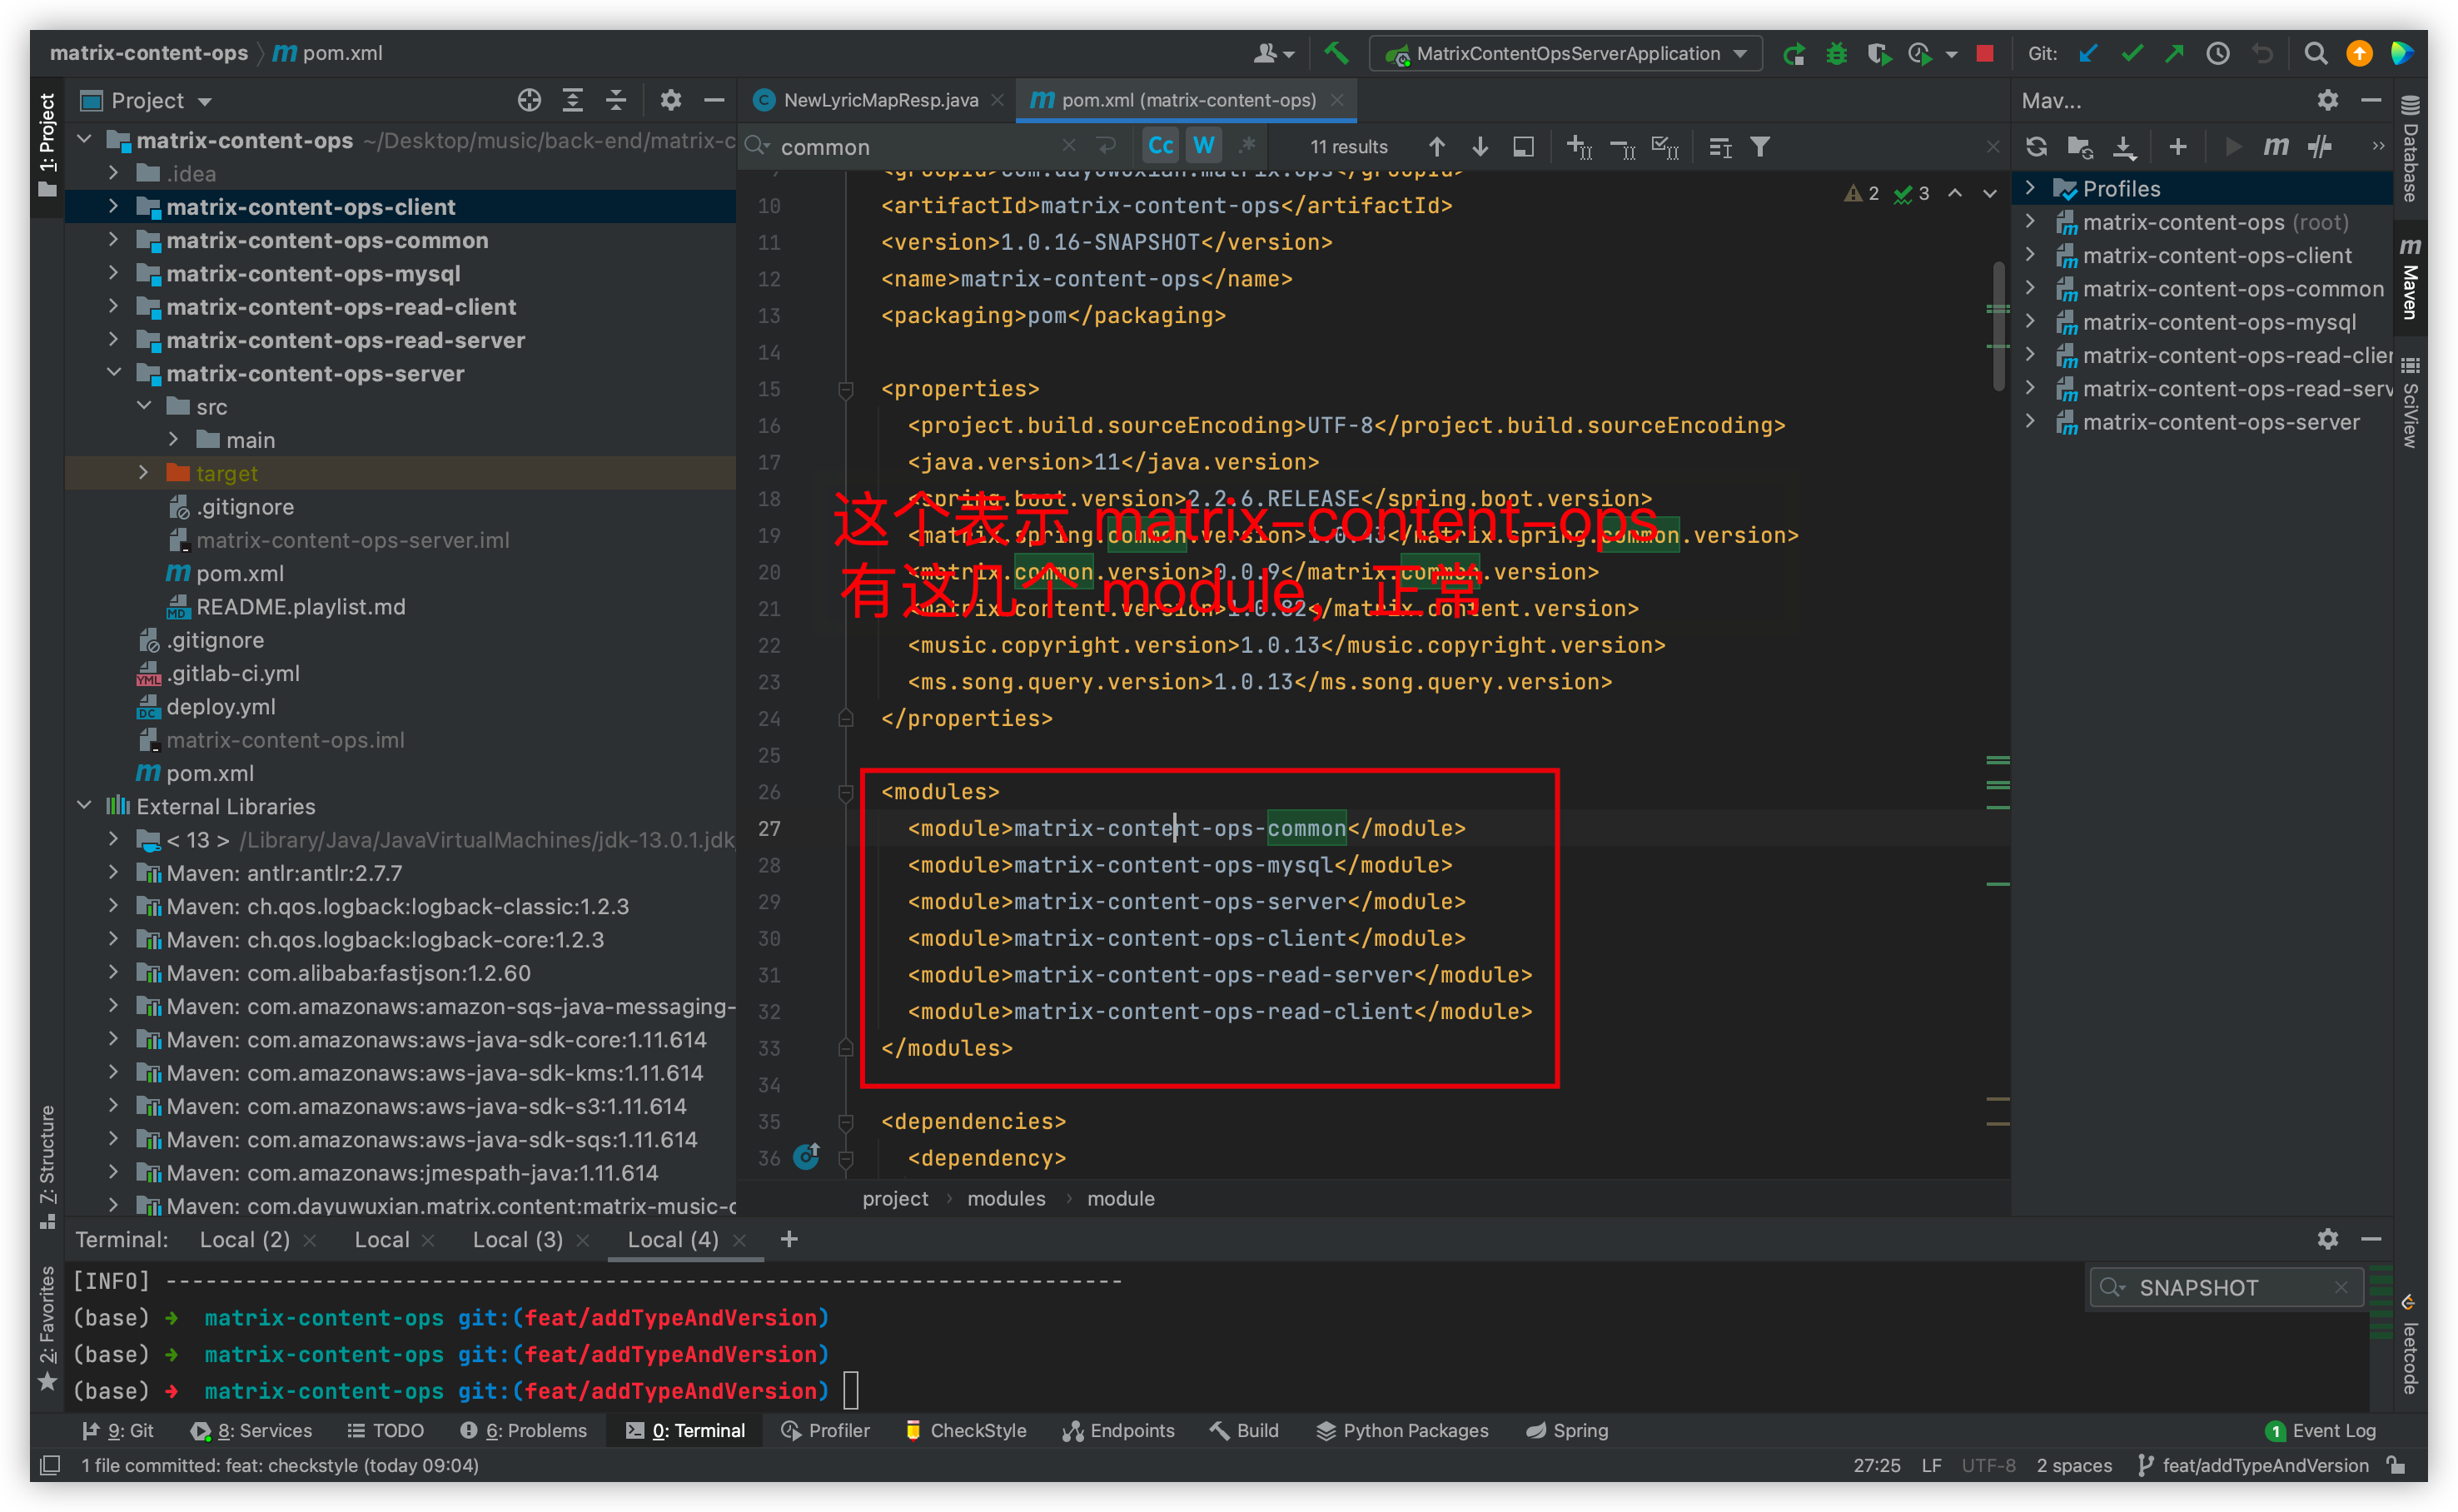 matrix-content-ops pom.xml
MatrixContentOpsServerApplication
Git:
1: Project
Project
matrix-content-ops ~/Desktop/music/back-end/matrix-c
.idea
matrix-content-ops-client
matrix-content-ops-common
matrix-content-ops-mysql
matrix-content-ops-read-client
matrix-content-ops-read-server
matrix-content-ops-server
src
main
target
.gitignore
matrix-content-ops-server.iml
pom.xml
README.playlist.md
.gitignore
.gitlab-ci.yml
deploy.yml
matrix-content-ops.iml
pom.xml
External Libraries
< 13 > /Library/Java/JavaVirtualMachines/jdk-13.0.1.jdk
Maven: antlr:antlr:2.7.7
Maven: ch.qos.logback:logback-classic:1.2.3
Maven: ch.qos.logback:logback-core:1.2.3
Maven: com.alibaba:fastjson:1.2.60
Maven: com.amazonaws:amazon-sqs-java-messaging-
Maven: com.amazonaws:aws-java-sdk-core:1.11.614
Maven: com.amazonaws:aws-java-sdk-kms:1.11.614
Maven: com.amazonaws:aws-java-sdk-s3:1.11.614
Maven: com.amazonaws:aws-java-sdk-sqs:1.11.614
Maven: com.amazonaws:jmespath-java:1.11.614
Maven: com.dayuwuxian.matrix.content:matrix-music-c
NewLyricMapResp.java
pom.xml (matrix-content-ops)
common
Cc W .* 11 results
2 3
<groupId>com.dayuwuxian.matrix.ops</groupId>
10 <artifactId>matrix-content-ops</artifactId>
11 <version>1.0.16-SNAPSHOT</version>
12 <name>matrix-content-ops</name>
13 <packaging>pom</packaging>
14
15 <properties>
16 <project.build.sourceEncoding>UTF-8</project.build.sourceEncoding>
17 <java.version>11</java.version>
18 <spring.boot.version>2.2.6.RELEASE</spring.boot.version>
这个表示 matrix-content-ops
19 <matrix.spring.common.version>1.0.43</matrix.spring.common.version>
20 <matrix.common.version>0.0.9</matrix.common.version>
有这几个 module, 正常
21 <matrix.content.version>1.0.82</matrix.content.version>
22 <music.copyright.version>1.0.13</music.copyright.version>
23 <ms.song.query.version>1.0.13</ms.song.query.version>
24 </properties>
25
26 <modules>
27 <module>matrix-content-ops-common</module>
28 <module>matrix-content-ops-mysql</module>
29 <module>matrix-content-ops-server</module>
30 <module>matrix-content-ops-client</module>
31 <module>matrix-content-ops-read-server</module>
32 <module>matrix-content-ops-read-client</module>
33 </modules>
34
35 <dependencies>
36 <dependency>
project modules module
Mav...
Profiles
matrix-content-ops (root)
matrix-content-ops-client
matrix-content-ops-common
matrix-content-ops-mysql
matrix-content-ops-read-clier
matrix-content-ops-read-serv
matrix-content-ops-server
Database
Maven
SciView
leetcode
Z: Structure
2: Favorites
Terminal: Local (2) Local Local (3) Local (4)
[INFO] ------------------------------------------------------------------------
SNAPSHOT
(base) ➜ matrix-content-ops git:(feat/addTypeAndVersion)
(base) ➜ matrix-content-ops git:(feat/addTypeAndVersion)
(base) ➜ matrix-content-ops git:(feat/addTypeAndVersion)
9: Git 8: Services TODO 6: Problems 0: Terminal Profiler CheckStyle Endpoints Build Python Packages Spring 1 Event Log
1 file committed: feat: checkstyle (today 09:04) 27:25 LF UTF-8 2 spaces feat/addTypeAndVersion